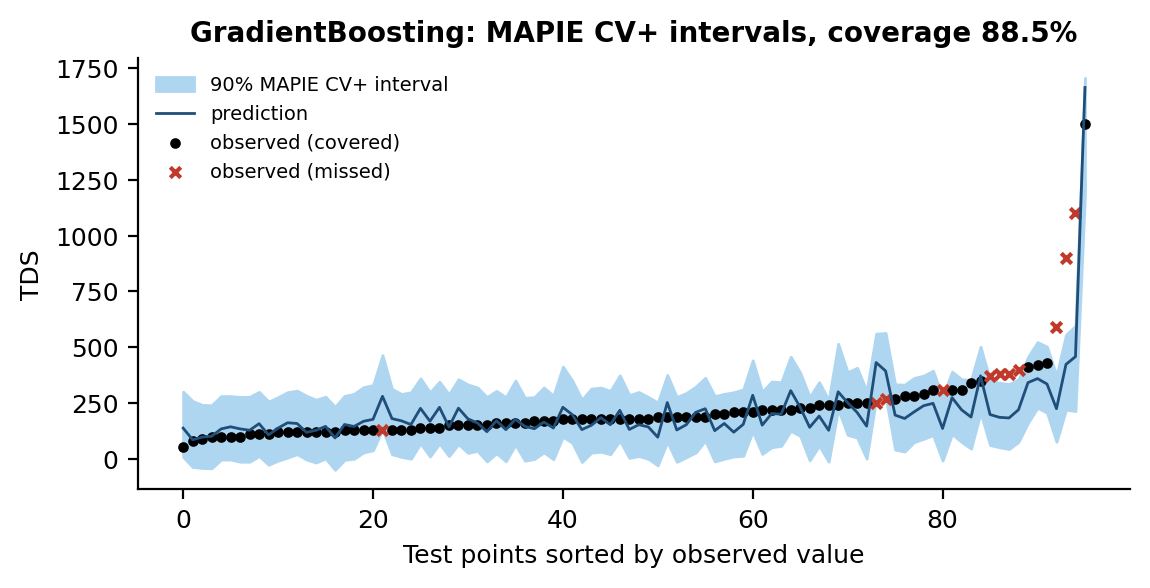 GradientBoosting: MAPIE CV+ intervals, coverage 88.5%
1750
1500
1250
1000
750
500
250
0
TDS
90% MAPIE CV+ interval
prediction
observed (covered)
observed (missed)
0
20
40
60
80
Test points sorted by observed value